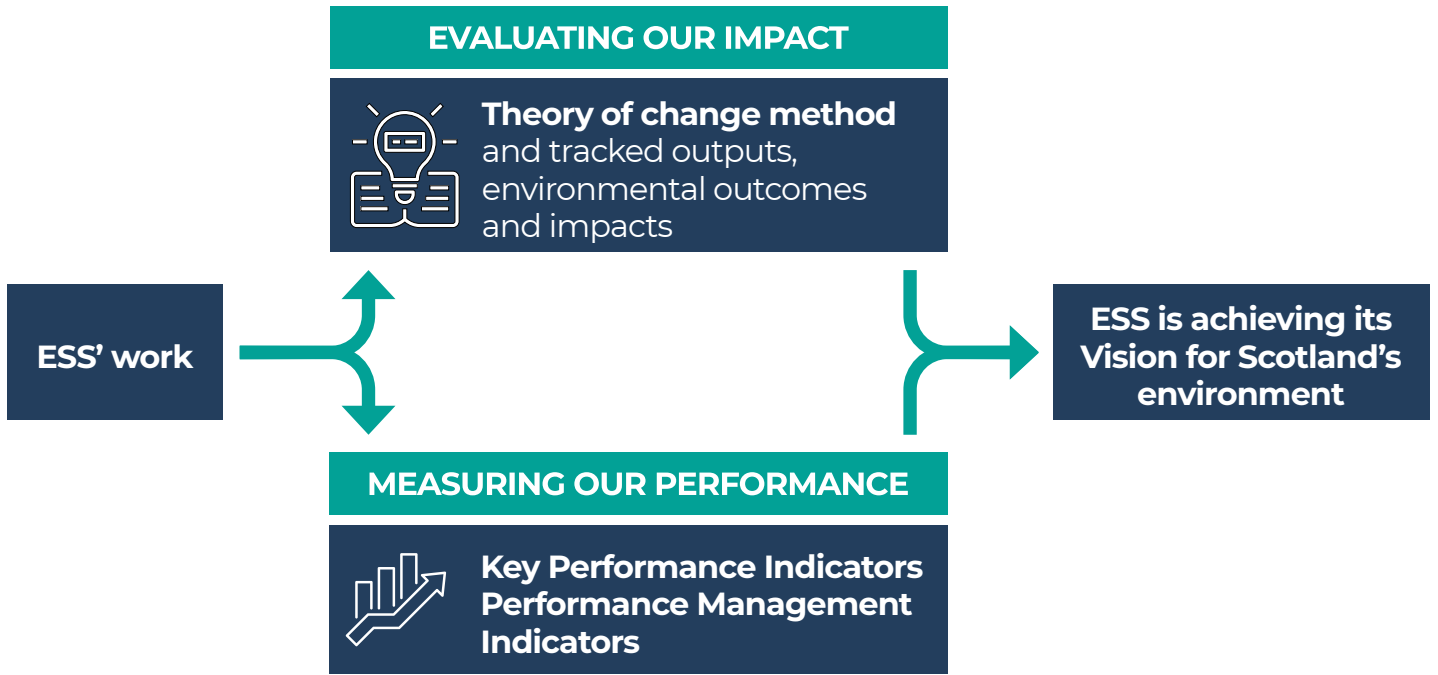 EVALUATING OUR IMPACT
Theory of change method
and tracked outputs,
environmental outcomes
and impacts
ESS’ work
ESS is achieving its
Vision for Scotland’s
environment
MEASURING OUR PERFORMANCE
Key Performance Indicators
Performance Management
Indicators